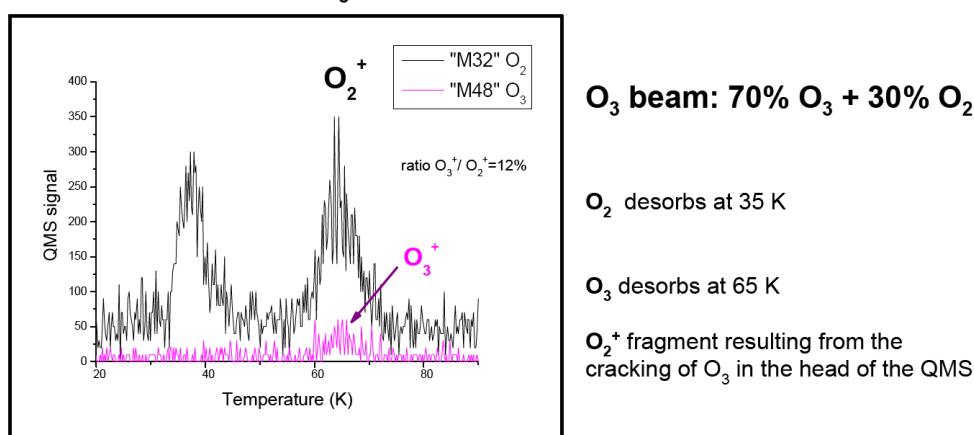 "M32" O₂
"M48" O₃
O₂⁺
ratio O₃⁺/ O₂⁺=12%
O₃⁺
QMS signal
400
350
300
250
200
150
100
50
0
20
40
60
80
Temperature (K)
O₃ beam: 70% O₃ + 30% O₂
O₂ desorbs at 35 K
O₃ desorbs at 65 K
O₂⁺ fragment resulting from the
cracking of O₃ in the head of the QMS